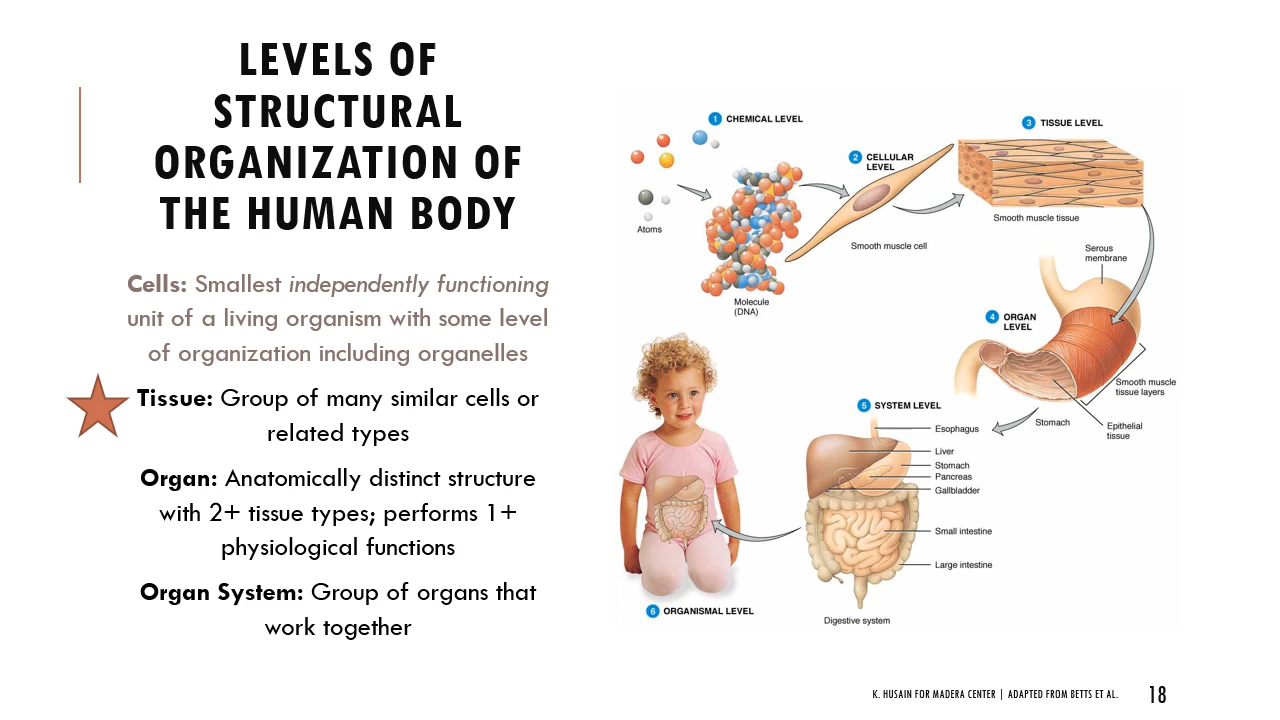 LEVELS OF
STRUCTURAL
ORGANIZATION OF
THE HUMAN BODY
Cells: Smallest independently functioning
unit of a living organism with some level
of organization including organelles
Tissue: Group of many similar cells or
related types
Organ: Anatomically distinct structure
with 2+ tissue types; performs 1+
physiological functions
Organ System: Group of organs that
work together
1 CHEMICAL LEVEL
Atoms
Molecule
(DNA)
2 CELLULAR
LEVEL
Smooth muscle cell
3 TISSUE LEVEL
Smooth muscle tissue
Serous
membrane
4 ORGAN
LEVEL
Smooth muscle
tissue layers
Stomach
Epithelial
tissue
5 SYSTEM LEVEL
Esophagus
Liver
Stomach
Pancreas
Gallbladder
Small intestine
Large intestine
Digestive system
6 ORGANISMAL LEVEL
K. HUSAIN FOR MADERA CENTER | ADAPTED FROM BETTS ET AL.
18